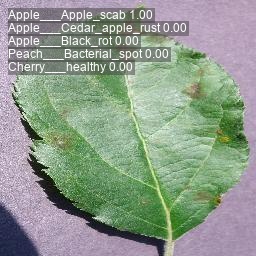 Apple___Apple_scab 1.00
Apple___Cedar_apple_rust 0.00
Apple___Black_rot 0.00
Peach___Bacterial_spot 0.00
Cherry___healthy 0.00